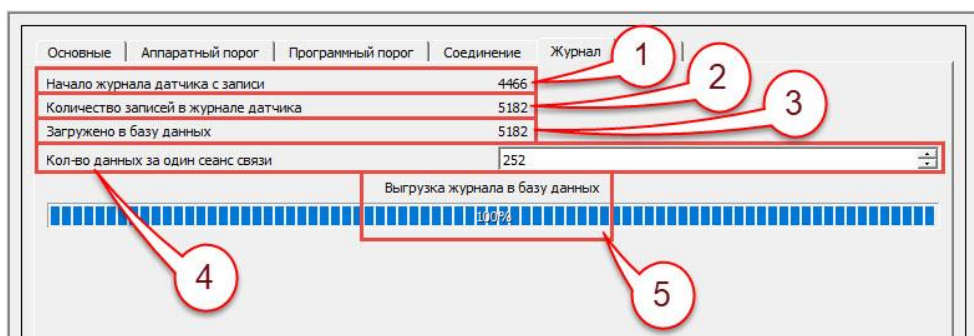 Основные Аппаратный порог Программный порог Соединение Журнал
Начало журнала датчика с записи 4466
Количество записей в журнале датчика 5182
Загружено в базу данных 5182
Кол-во данных за один сеанс связи 252
Выгрузка журнала в базу данных
100%
1
2
3
4
5